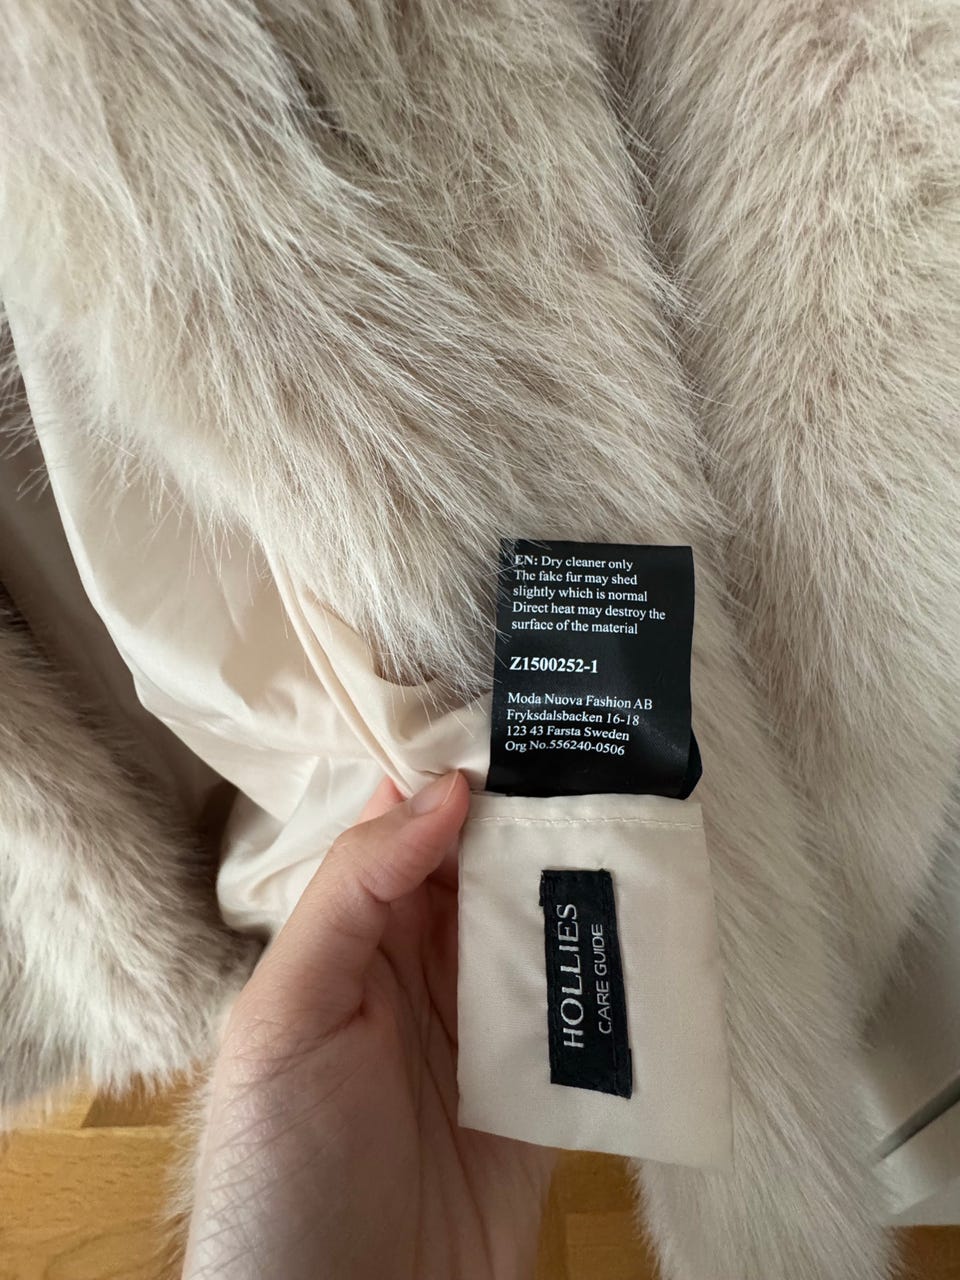 EN: Dry cleaner only
The fake fur may shed
slightly which is normal
Direct heat may destroy the
surface of the material
Z1500252-1
Moda Nuova Fashion AB
Fryksdalsbacken 16-18
123 43 Farsta Sweden
Org No.556240-0506
HOLLIES
CARE GUIDE